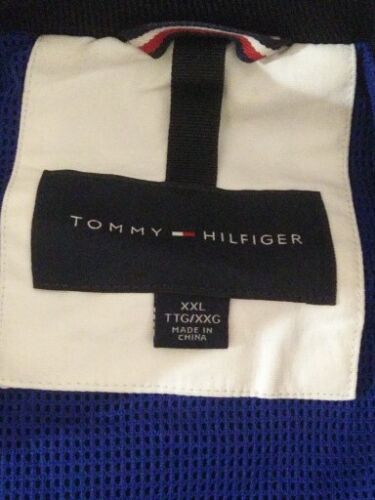 TOMMY HILFIGER
XXL
TTG/XXG
MADE IN
CHINA